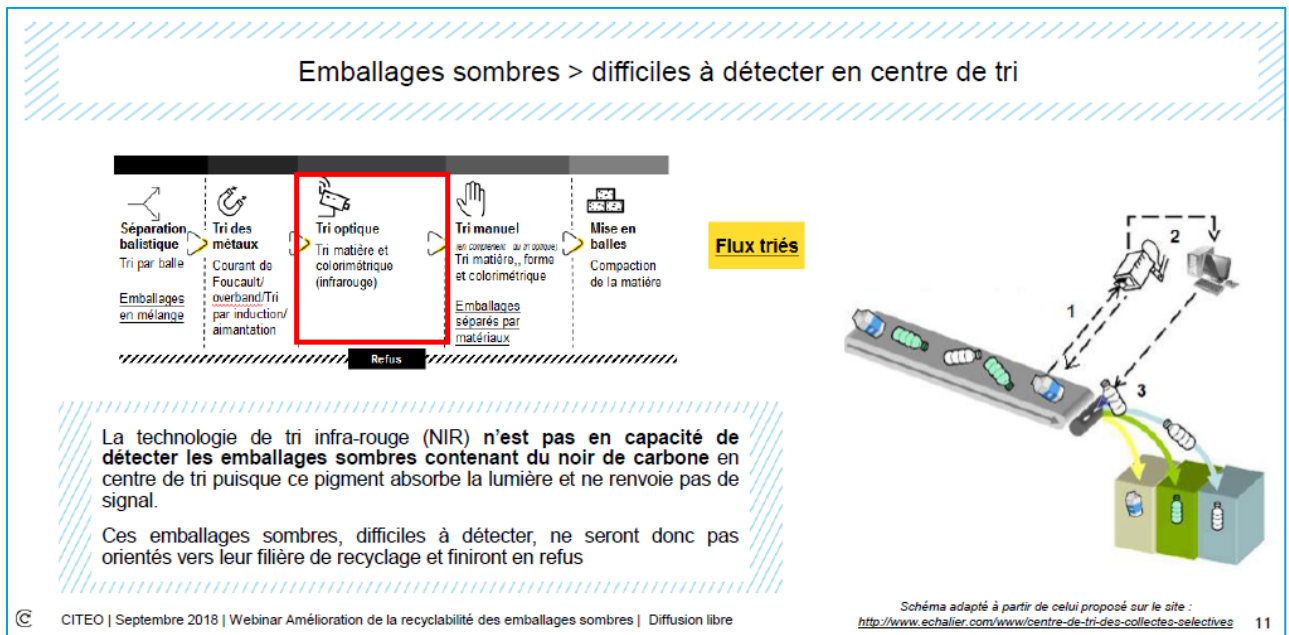 Emballages sombres > difficiles à détecter en centre de tri
Séparation
balistique
Tri par balle
Emballages
en mélange
Tri des
métaux
Courant de
Foucault/
overband/Tri
par induction/
aimantation
Tri optique
Tri matière et
colorimétrique
(infrarouge)
Tri manuel
(en complément au tri optique)
Tri matière,, forme
et colorimétrique
Emballages
séparés par
matériaux
Mise en
balles
Compaction
de la matière
Refus
Flux triés
1
2
3
La technologie de tri infra-rouge (NIR) n'est pas en capacité de
détecter les emballages sombres contenant du noir de carbone en
centre de tri puisque ce pigment absorbe la lumière et ne renvoie pas de
signal.
Ces emballages sombres, difficiles à détecter, ne seront donc pas
orientés vers leur filière de recyclage et finiront en refus
CITEO | Septembre 2018 | Webinar Amélioration de la recyclabilité des emballages sombres | Diffusion libre
Schéma adapté à partir de celui proposé sur le site :
http://www.echalier.com/www/centre-de-tri-des-collectes-selectives
11